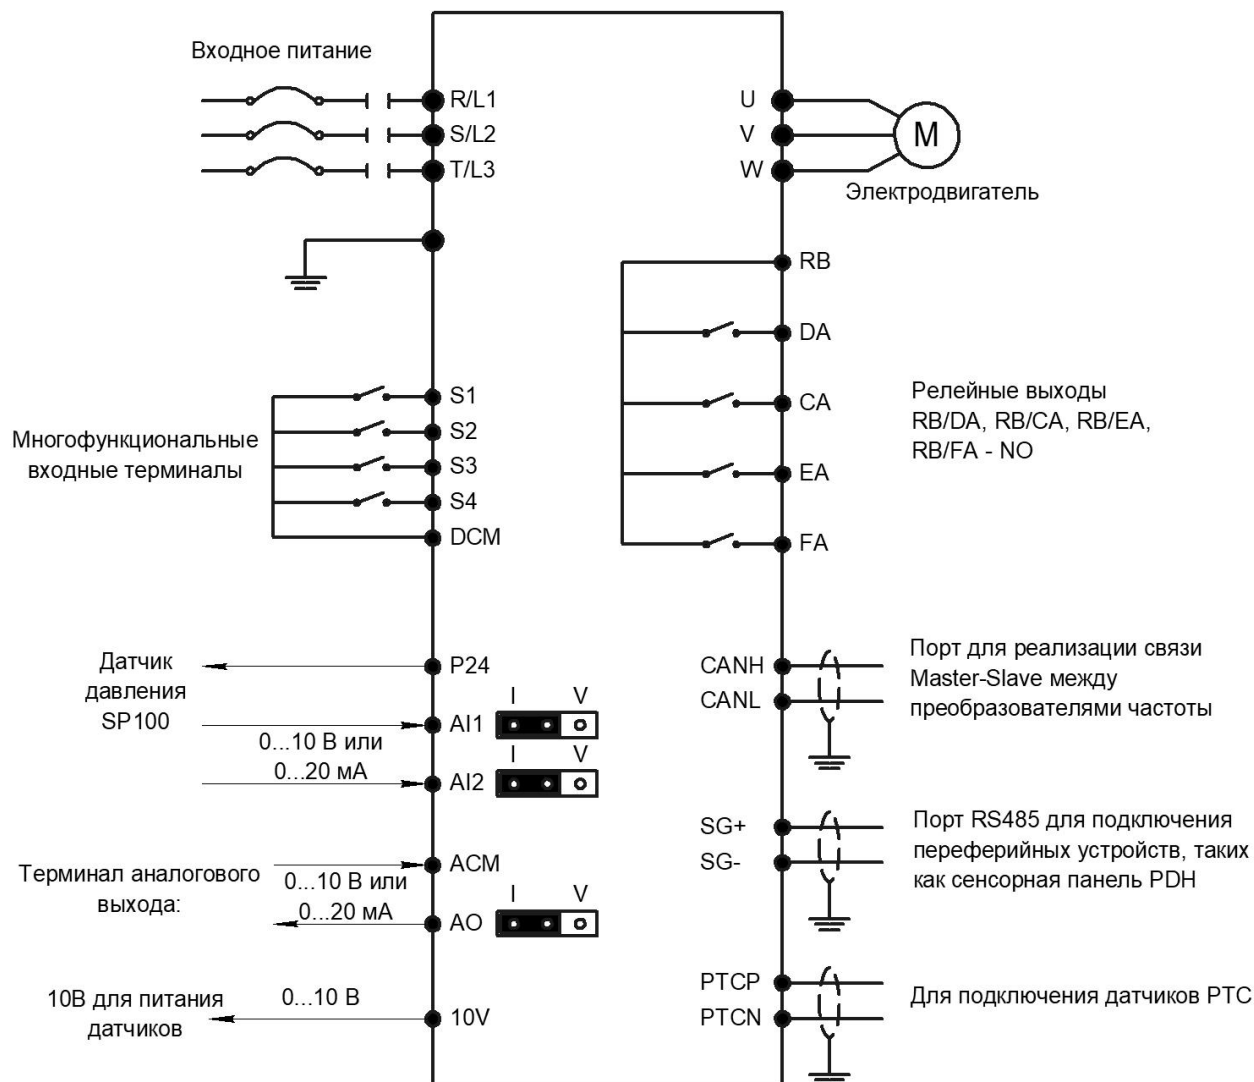 Входное питание
R/L1
S/L2
T/L3
U
V
W
M
Электродвигатель
RB
DA
CA
EA
FA
Релейные выходы
RB/DA, RB/CA, RB/EA,
RB/FA - NO
Многофункциональные
входные терминалы
S1
S2
S3
S4
DCM
Датчик
давления
SP100
0...10 В или
0...20 мА
P24
AI1
I V
AI2
I V
Терминал аналогового
выхода:
0...10 В или
0...20 мА
ACM
AO
I V
10В для питания
датчиков
0...10 В
10V
CANH
CANL
Порт для реализации связи
Master-Slave между
преобразователями частоты
SG+
SG-
Порт RS485 для подключения
переферийных устройств, таких
как сенсорная панель PDH
PTCP
PTCN
Для подключения датчиков PTC